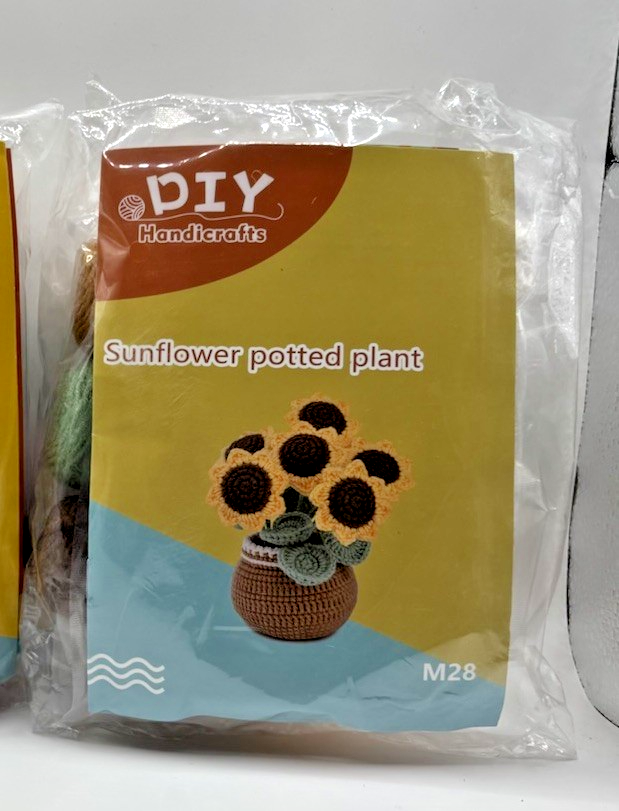 DIY
Handicrafts
Sunflower potted plant
M28